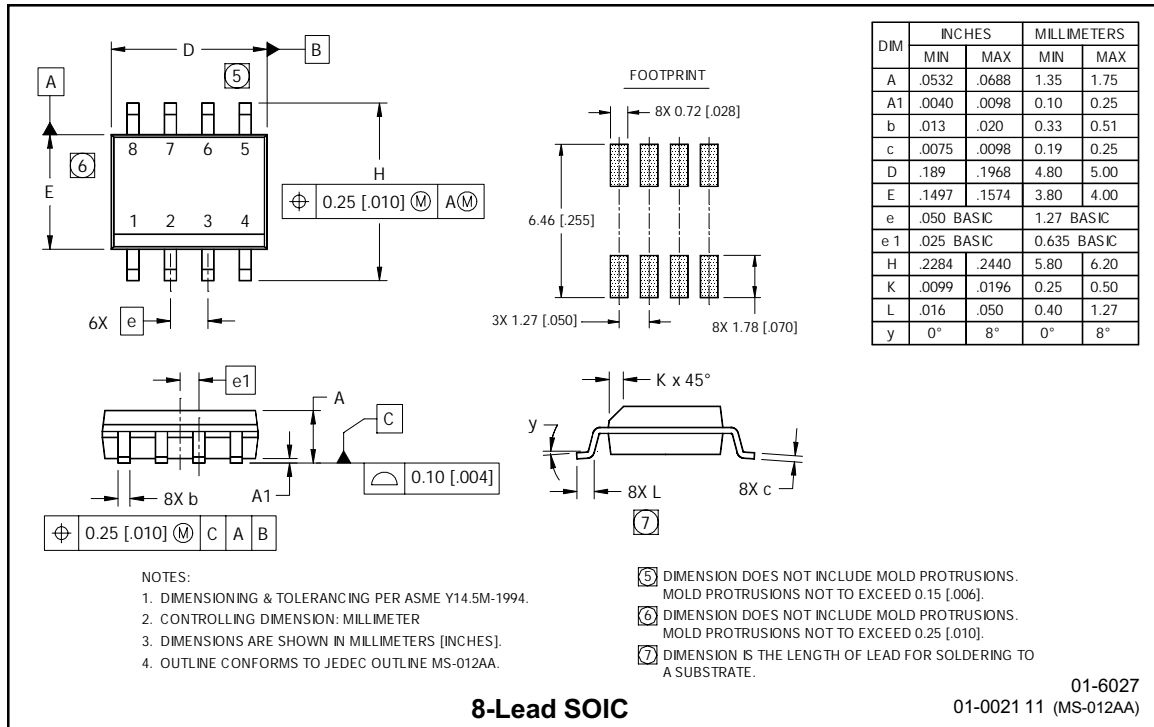 D
B
5
A
8 7 6 5
6
E
H
⌖ 0.25 [.010] Ⓜ AⓂ
1 2 3 4
6X e
FOOTPRINT
8X 0.72 [.028]
6.46 [.255]
3X 1.27 [.050]
8X 1.78 [.070]
DIM INCHES MILLIMETERS
MIN MAX MIN MAX
A .0532 .0688 1.35 1.75
A1 .0040 .0098 0.10 0.25
b .013 .020 0.33 0.51
c .0075 .0098 0.19 0.25
D .189 .1968 4.80 5.00
E .1497 .1574 3.80 4.00
e .050 BASIC 1.27 BASIC
e 1 .025 BASIC 0.635 BASIC
H .2284 .2440 5.80 6.20
K .0099 .0196 0.25 0.50
L .016 .050 0.40 1.27
y 0° 8° 0° 8°
e1
A
C
⌓ 0.10 [.004]
A1
8X b
⌖ 0.25 [.010] Ⓜ C A B
K x 45°
y
8X L
7
8X c
NOTES:
1. DIMENSIONING & TOLERANCING PER ASME Y14.5M-1994.
2. CONTROLLING DIMENSION: MILLIMETER
3. DIMENSIONS ARE SHOWN IN MILLIMETERS [INCHES].
4. OUTLINE CONFORMS TO JEDEC OUTLINE MS-012AA.
5 DIMENSION DOES NOT INCLUDE MOLD PROTRUSIONS.
MOLD PROTRUSIONS NOT TO EXCEED 0.15 [.006].
6 DIMENSION DOES NOT INCLUDE MOLD PROTRUSIONS.
MOLD PROTRUSIONS NOT TO EXCEED 0.25 [.010].
7 DIMENSION IS THE LENGTH OF LEAD FOR SOLDERING TO
A SUBSTRATE.
8-Lead SOIC
01-6027
01-0021 11 (MS-012AA)